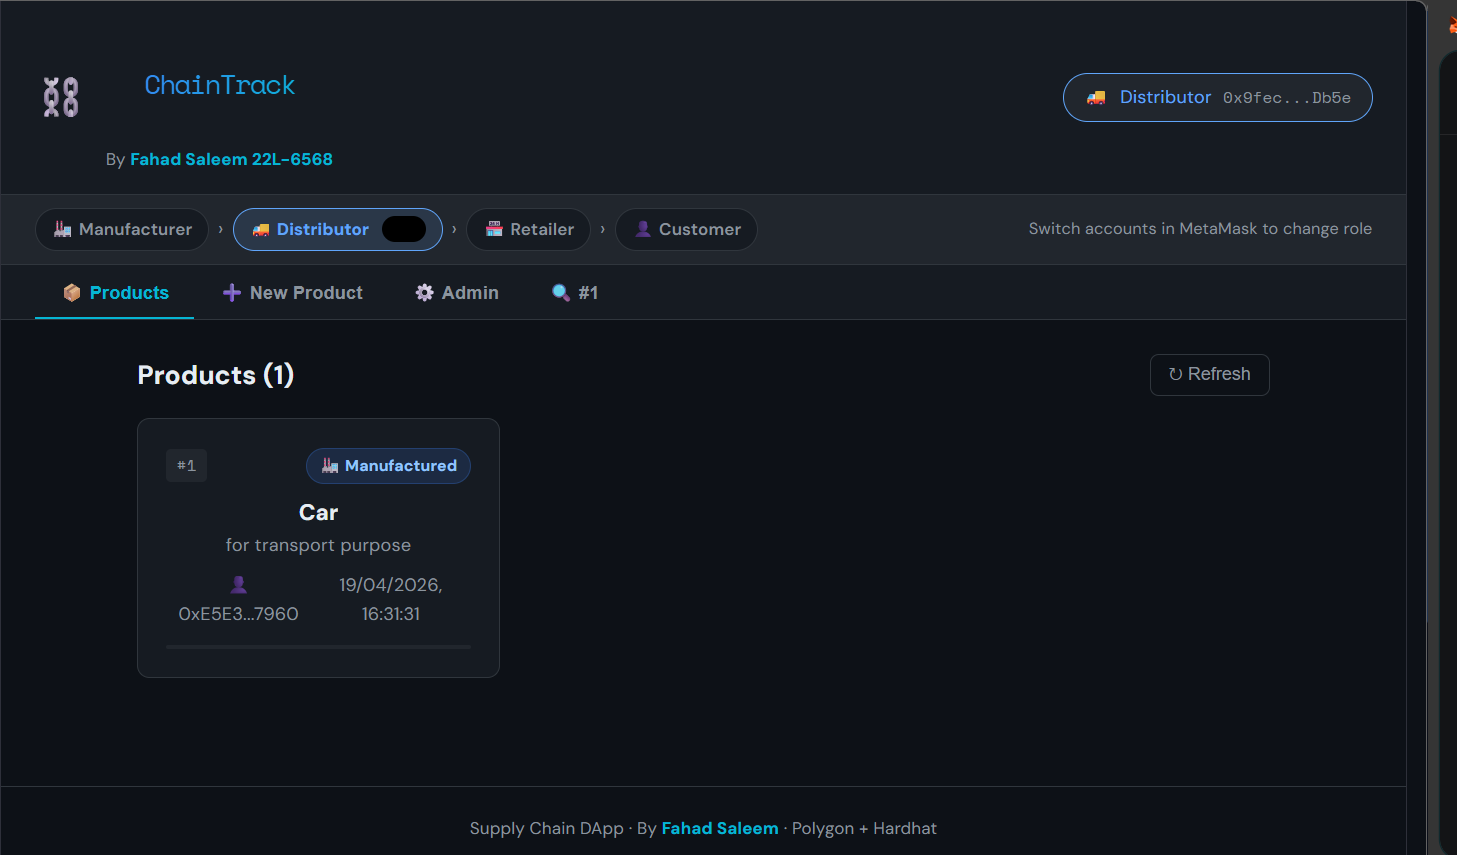 ChainTrack
Distributor 0x9fec...Db5e
By Fahad Saleem 22L-6568
Manufacturer › Distributor › Retailer › Customer
Switch accounts in MetaMask to change role
Products
New Product
Admin
#1
Products (1)
↻ Refresh
#1
Manufactured
Car
for transport purpose
0xE5E3...7960
19/04/2026,
16:31:31
Supply Chain DApp · By Fahad Saleem · Polygon + Hardhat